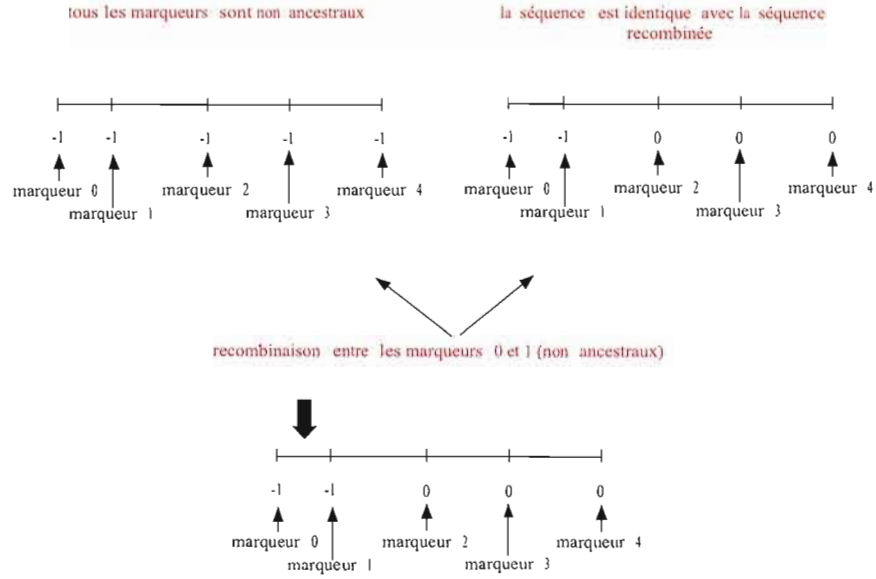 tous les marqueurs sont non ancestraux
la séquence est identique avec la séquence
recombinée
-1 -1 -1 -1 -1
marqueur 0 marqueur 2 marqueur 4
marqueur 1 marqueur 3
-1 -1 0 0 0
marqueur 0 marqueur 2 marqueur 4
marqueur 1 marqueur 3
recombinaison entre les marqueurs 0 et 1 (non ancestraux)
-1 -1 0 0 0
marqueur 0 marqueur 2 marqueur 4
marqueur 1 marqueur 3